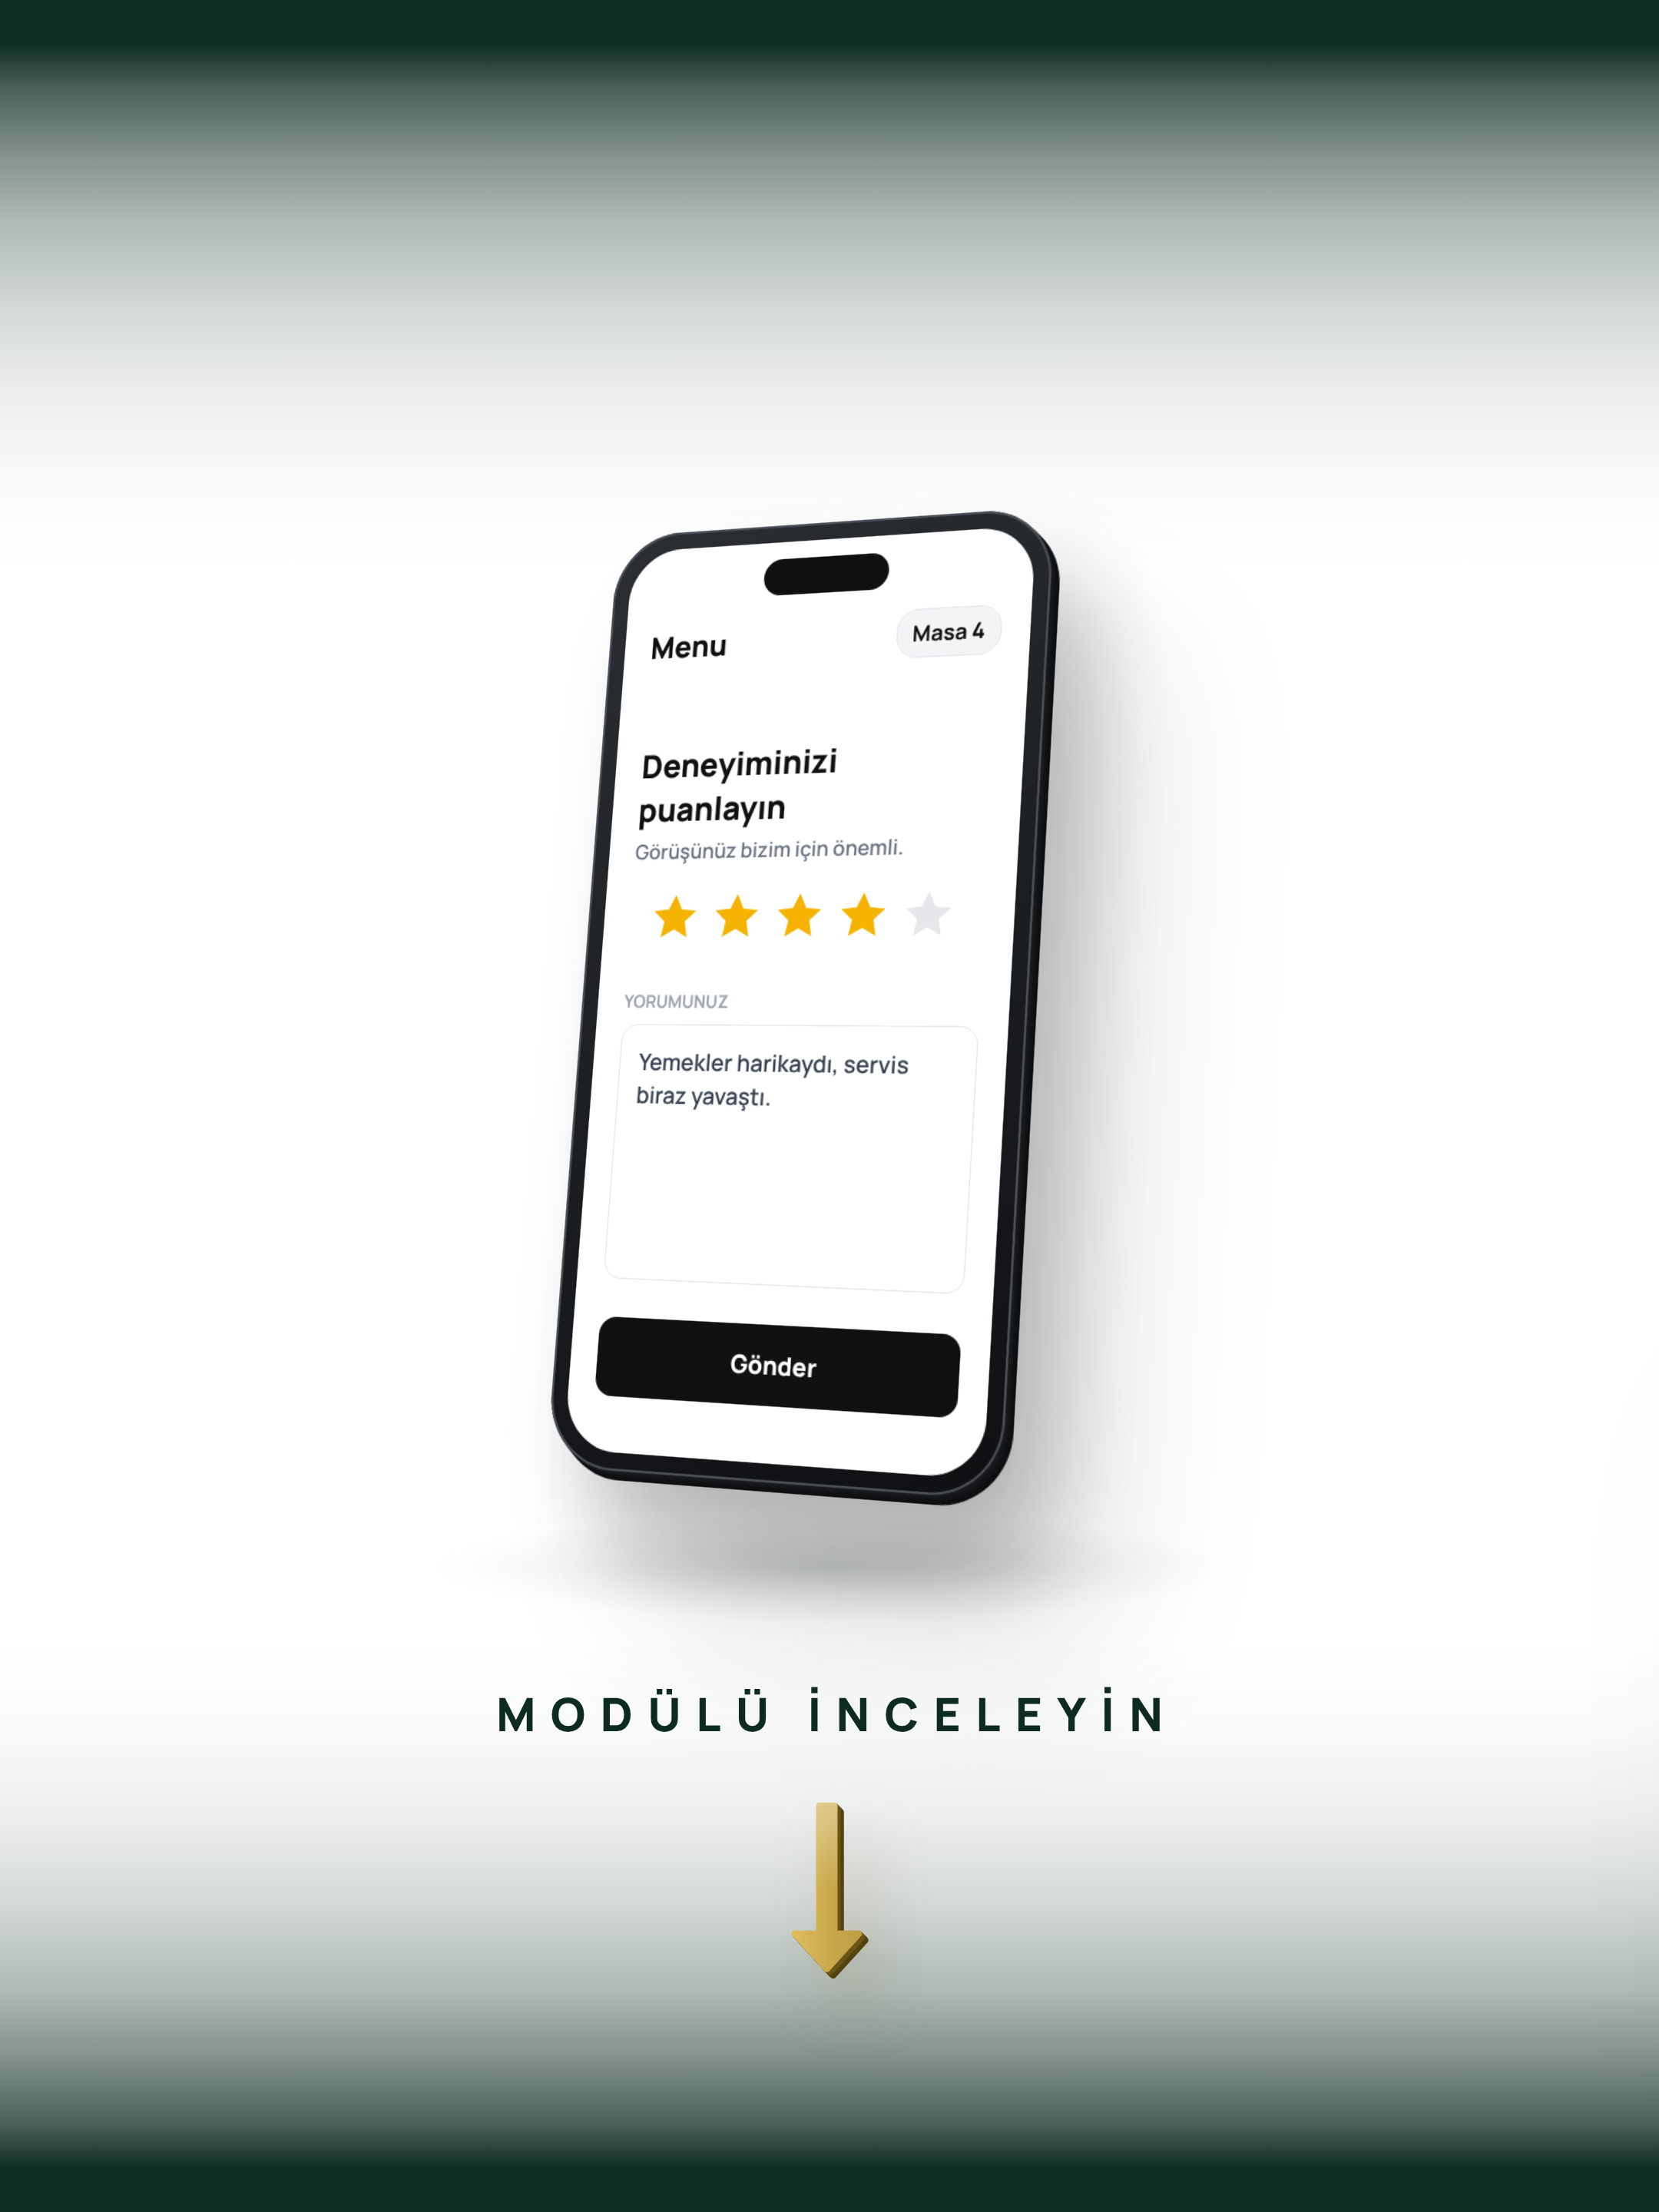 Menu
Masa 4
Deneyiminizi
puanlayın
Görüşünüz bizim için önemli.
YORUMUNUZ
Yemekler harikaydı, servis
biraz yavaştı.
Gönder
MODÜLÜ İNCELEYİN